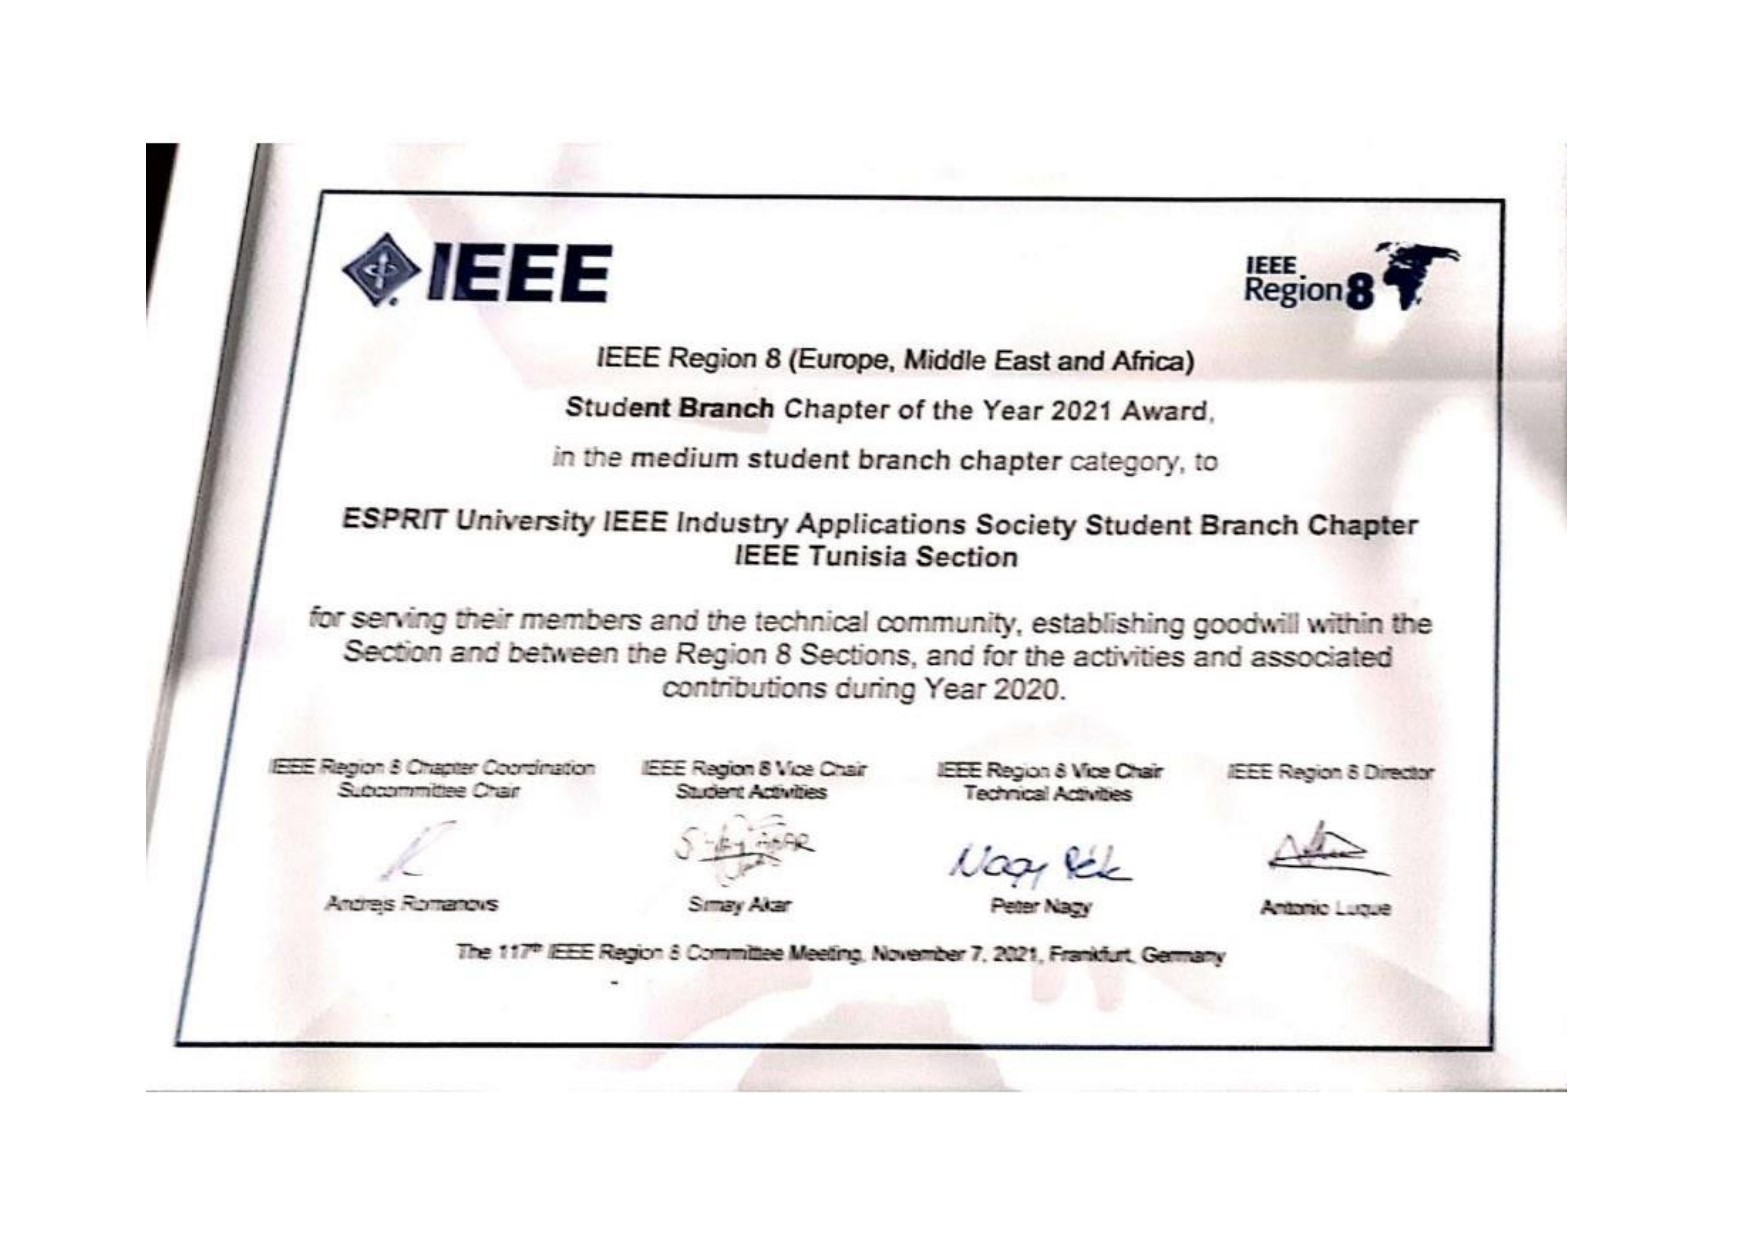 IEEE
IEEE
Region 8
IEEE Region 8 (Europe, Middle East and Africa)
Student Branch Chapter of the Year 2021 Award,
in the medium student branch chapter category, to
ESPRIT University IEEE Industry Applications Society Student Branch Chapter
IEEE Tunisia Section
for serving their members and the technical community, establishing goodwill within the
Section and between the Region 8 Sections, and for the activities and associated
contributions during Year 2020.
IEEE Region 8 Chapter Coordination
Subcommittee Chair
Andrejs Romanovs
IEEE Region 8 Vice Chair
Student Activities
Simay Akar
IEEE Region 8 Vice Chair
Technical Activities
Nagy
Peter Nagy
IEEE Region 8 Director
Antonio Luque
The 117th IEEE Region 8 Committee Meeting, November 7, 2021, Frankfurt, Germany